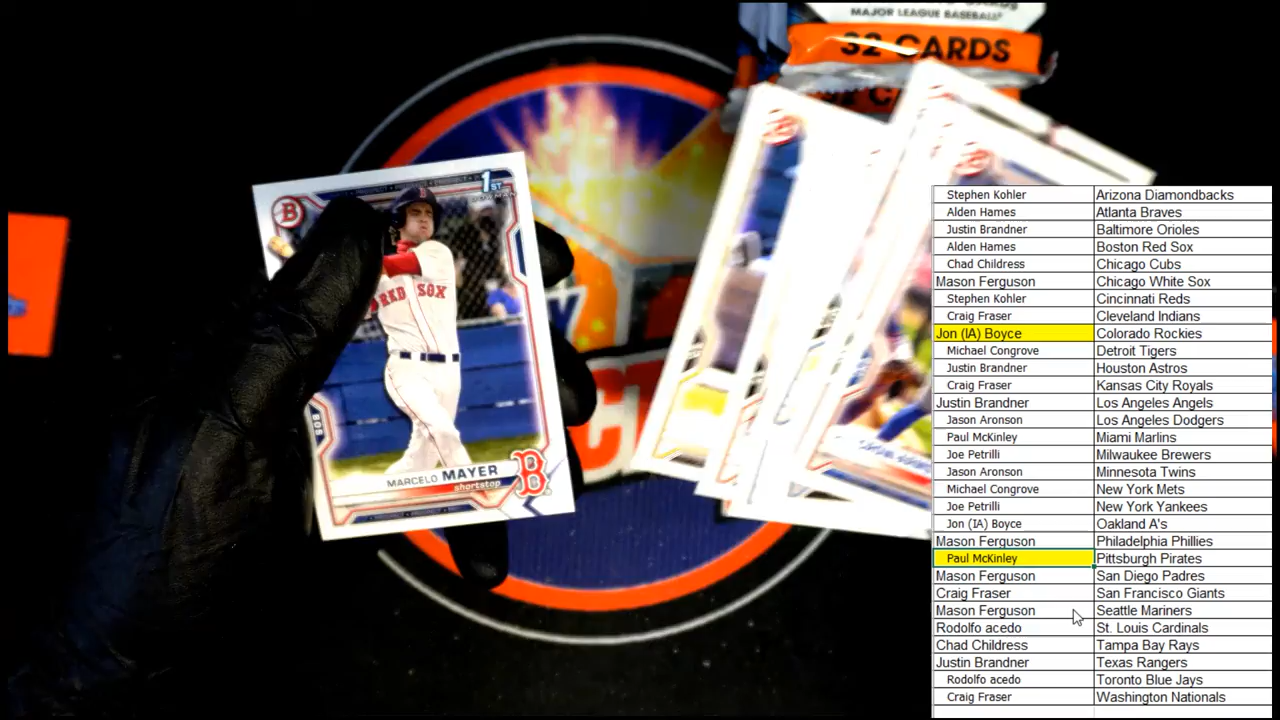 MAJOR LEAGUE BASEBALL
32 CARDS
1ST
B
RED SOX
MARCELO MAYER
shortstop
B
Stephen Kohler Arizona Diamondbacks
Alden Hames Atlanta Braves
Justin Brandner Baltimore Orioles
Alden Hames Boston Red Sox
Chad Childress Chicago Cubs
Mason Ferguson Chicago White Sox
Stephen Kohler Cincinnati Reds
Craig Fraser Cleveland Indians
Jon (IA) Boyce Colorado Rockies
Michael Congrove Detroit Tigers
Justin Brandner Houston Astros
Craig Fraser Kansas City Royals
Justin Brandner Los Angeles Angels
Jason Aronson Los Angeles Dodgers
Paul McKinley Miami Marlins
Joe Petrilli Milwaukee Brewers
Jason Aronson Minnesota Twins
Michael Congrove New York Mets
Joe Petrilli New York Yankees
Jon (IA) Boyce Oakland A's
Mason Ferguson Philadelphia Phillies
Paul McKinley Pittsburgh Pirates
Mason Ferguson San Diego Padres
Craig Fraser San Francisco Giants
Mason Ferguson Seattle Mariners
Rodolfo acedo St. Louis Cardinals
Chad Childress Tampa Bay Rays
Justin Brandner Texas Rangers
Rodolfo acedo Toronto Blue Jays
Craig Fraser Washington Nationals